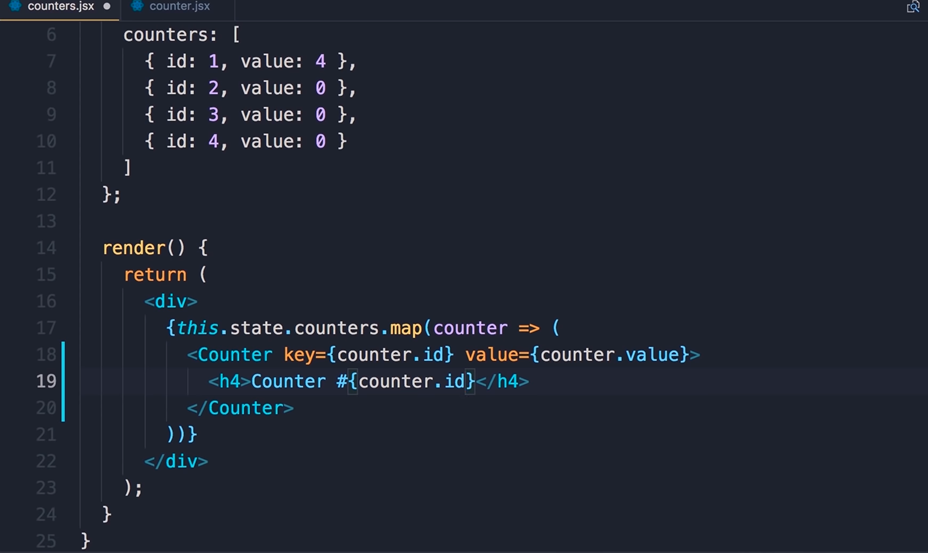 counters.jsx ● counter.jsx
6 counters: [
7 { id: 1, value: 4 },
8 { id: 2, value: 0 },
9 { id: 3, value: 0 },
10 { id: 4, value: 0 }
11 ]
12 };
13
14 render() {
15 return (
16 <div>
17 {this.state.counters.map(counter => (
18 <Counter key={counter.id} value={counter.value}>
19 <h4>Counter #{counter.id}</h4>
20 </Counter>
21 ))}
22 </div>
23 );
24 }
25 }